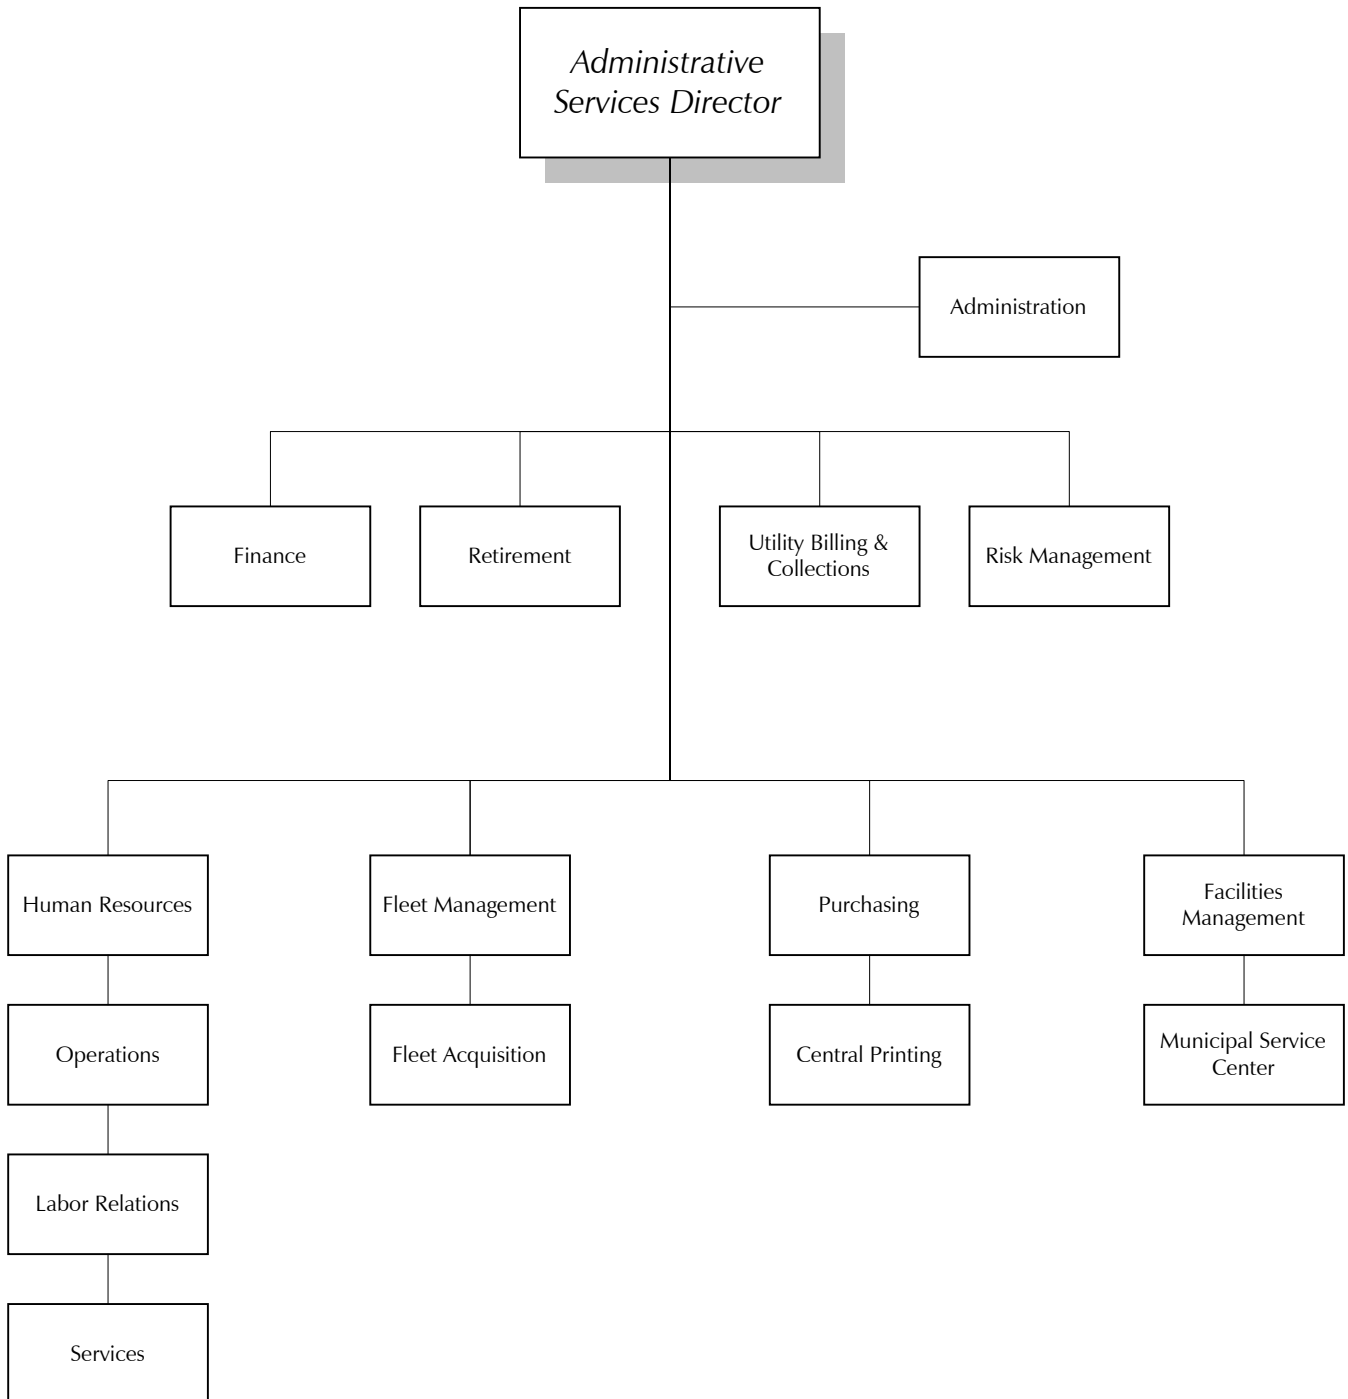 Administrative
Services Director
Administration
Finance
Retirement
Utility Billing &
Collections
Risk Management
Human Resources
Fleet Management
Purchasing
Facilities
Management
Operations
Fleet Acquisition
Central Printing
Municipal Service
Center
Labor Relations
Services